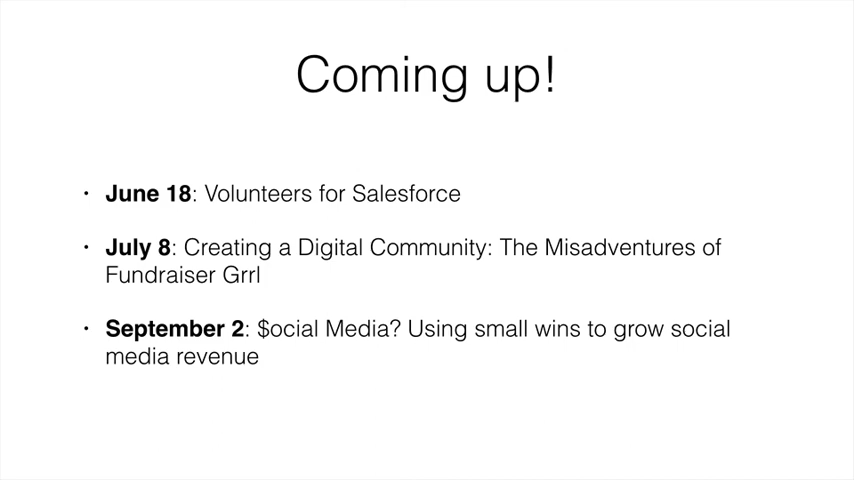 Coming up!
• June 18: Volunteers for Salesforce
• July 8: Creating a Digital Community: The Misadventures of
Fundraiser Grrl
• September 2: $ocial Media? Using small wins to grow social
media revenue